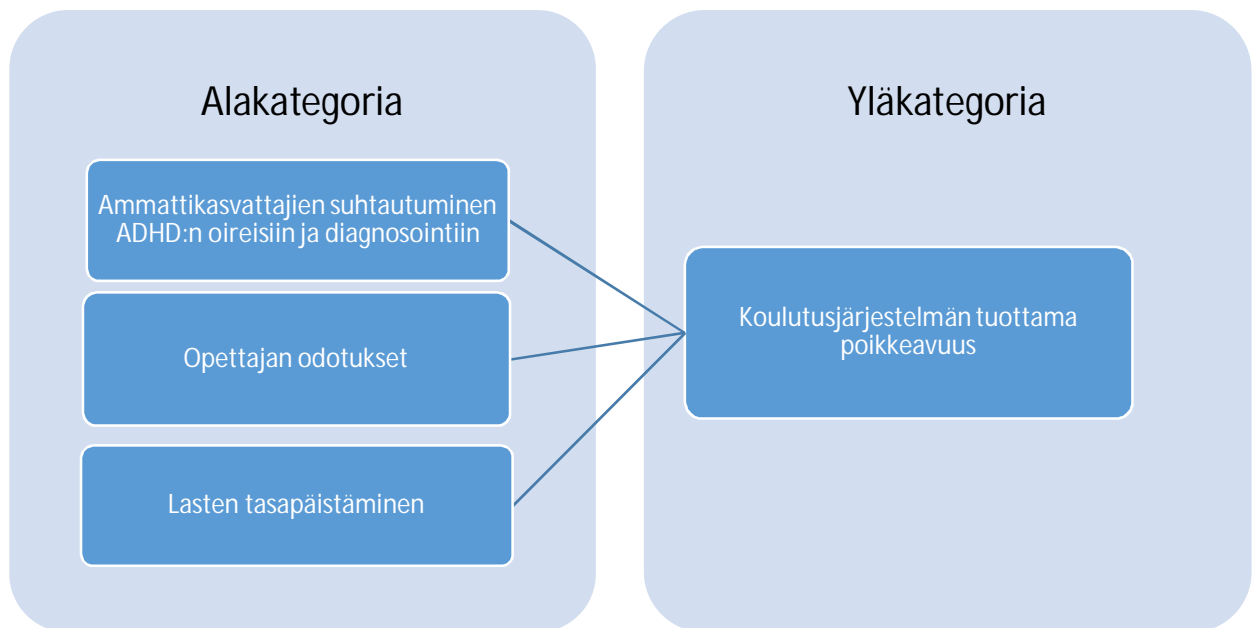 Alakategoria
Ammattikasvattajien suhtautuminen
ADHD:n oireisiin ja diagnosointiin
Opettajan odotukset
Lasten tasapäistäminen
Yläkategoria
Koulutusjärjestelmän tuottama
poikkeavuus